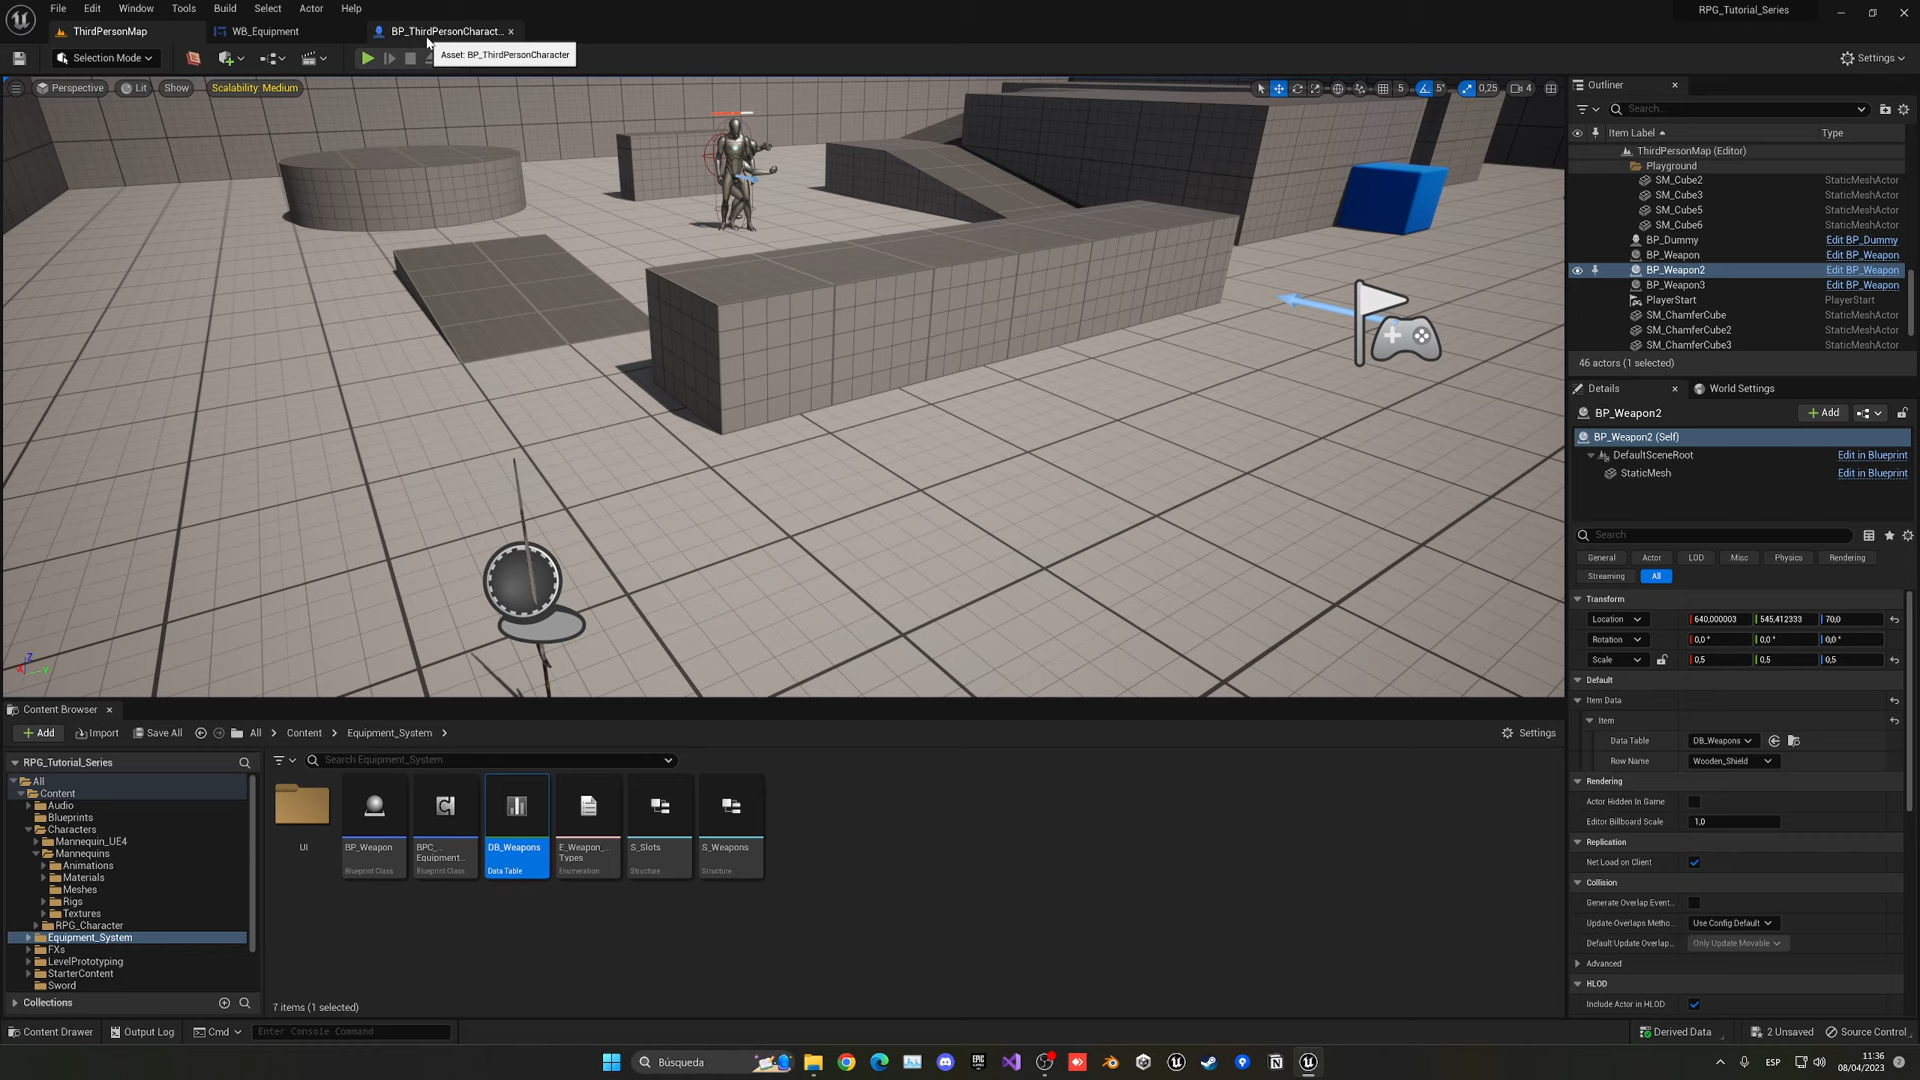 File Edit Window Tools Build Select Actor Help
RPG_Tutorial_Series
ThirdPersonMap
WB_Equipment
BP_ThirdPersonCharact...
Selection Mode
Asset: BP_ThirdPersonCharacter
Settings
Perspective
Lit
Show
Scalability: Medium
5
5°
0,25
4
Outliner
Search...
Item Label
Type
ThirdPersonMap (Editor)
Playground
SM_Cube2 StaticMeshActor
SM_Cube3 StaticMeshActor
SM_Cube5 StaticMeshActor
SM_Cube6 StaticMeshActor
BP_Dummy Edit BP_Dummy
BP_Weapon Edit BP_Weapon
BP_Weapon2 Edit BP_Weapon
BP_Weapon3 Edit BP_Weapon
PlayerStart PlayerStart
SM_ChamferCube StaticMeshActor
SM_ChamferCube2 StaticMeshActor
SM_ChamferCube3 StaticMeshActor
46 actors (1 selected)
Details
World Settings
BP_Weapon2
Add
BP_Weapon2 (Self)
DefaultSceneRoot Edit in Blueprint
StaticMesh Edit in Blueprint
Search
General Actor LOD Misc Physics Rendering
Streaming All
Transform
Location 640,000003 545,412333 70,0
Rotation 0,0 ° 0,0 ° 0,0 °
Scale 0,5 0,5 0,5
Default
Item Data
Item
Data Table DB_Weapons
Row Name Wooden_Shield
Rendering
Actor Hidden In Game
Editor Billboard Scale 1,0
Replication
Net Load on Client
Collision
Generate Overlap Event...
Update Overlaps Metho... Use Config Default
Default Update Overlap... Only Update Movable
Advanced
HLOD
Include Actor in HLOD
Z
X
Y
Content Browser
Add
Import
Save All
All
Content
Equipment_System
Settings
RPG_Tutorial_Series
All
Content
Audio
Blueprints
Characters
Mannequin_UE4
Mannequins
Animations
Materials
Meshes
Rigs
Textures
RPG_Character
Equipment_System
FXs
LevelPrototyping
StarterContent
Sword
Collections
Search Equipment_System
UI
BP_Weapon
Blueprint Class
BPC_...
Equipment...
Blueprint Class
DB_Weapons
Data Table
E_Weapon_...
Types
Enumeration
S_Slots
Structure
S_Weapons
Structure
7 items (1 selected)
Content Drawer
Output Log
Cmd
Enter Console Command
Derived Data
2 Unsaved
Source Control
Búsqueda
EPIC
ESP
11:36
08/04/2023
2